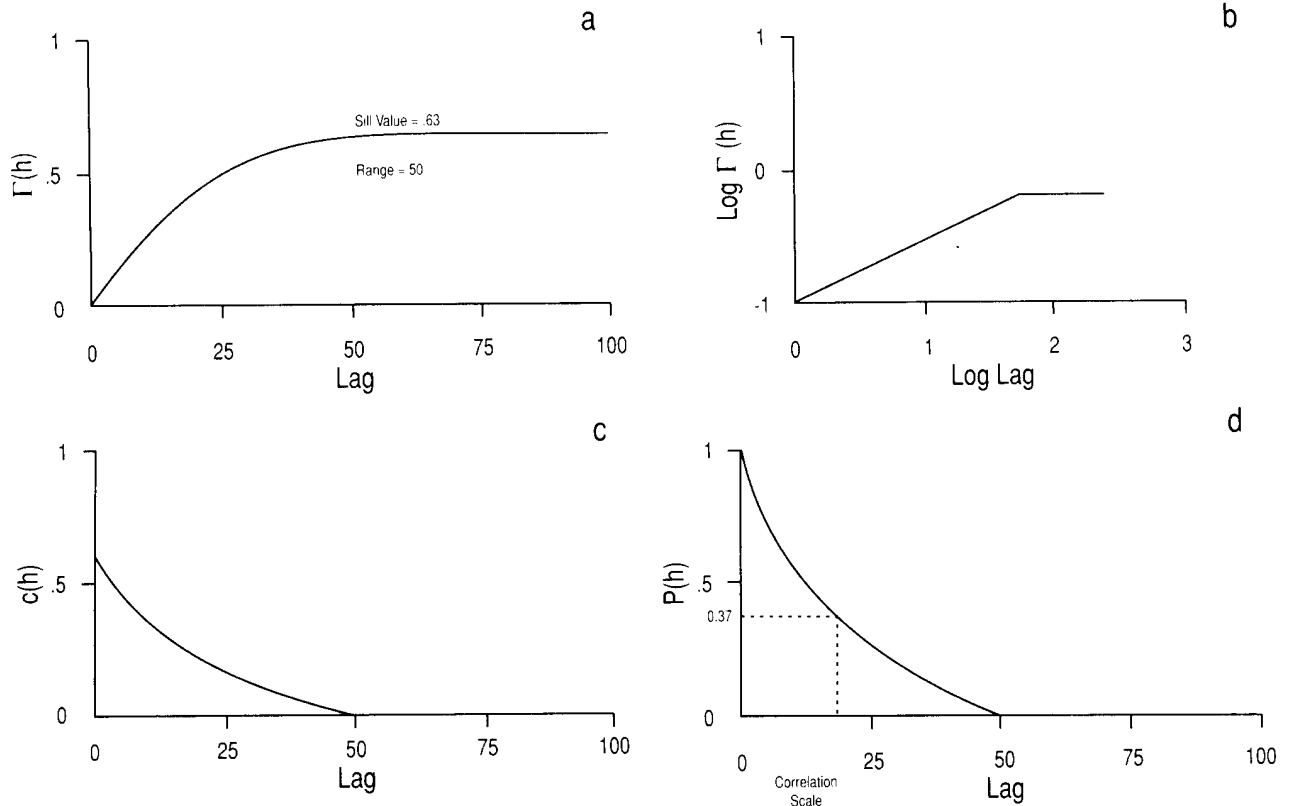 a
1
.5
0
Γ(h)
Sill Value = .63
Range = 50
0 25 50 75 100
Lag
b
1
0
-1
Log Γ (h)
0 1 2 3
Log Lag
c
1
.5
0
c(h)
0 25 50 75 100
Lag
d
1
.5
0.37
0
P(h)
0 25 50 75 100
Correlation
Scale
Lag